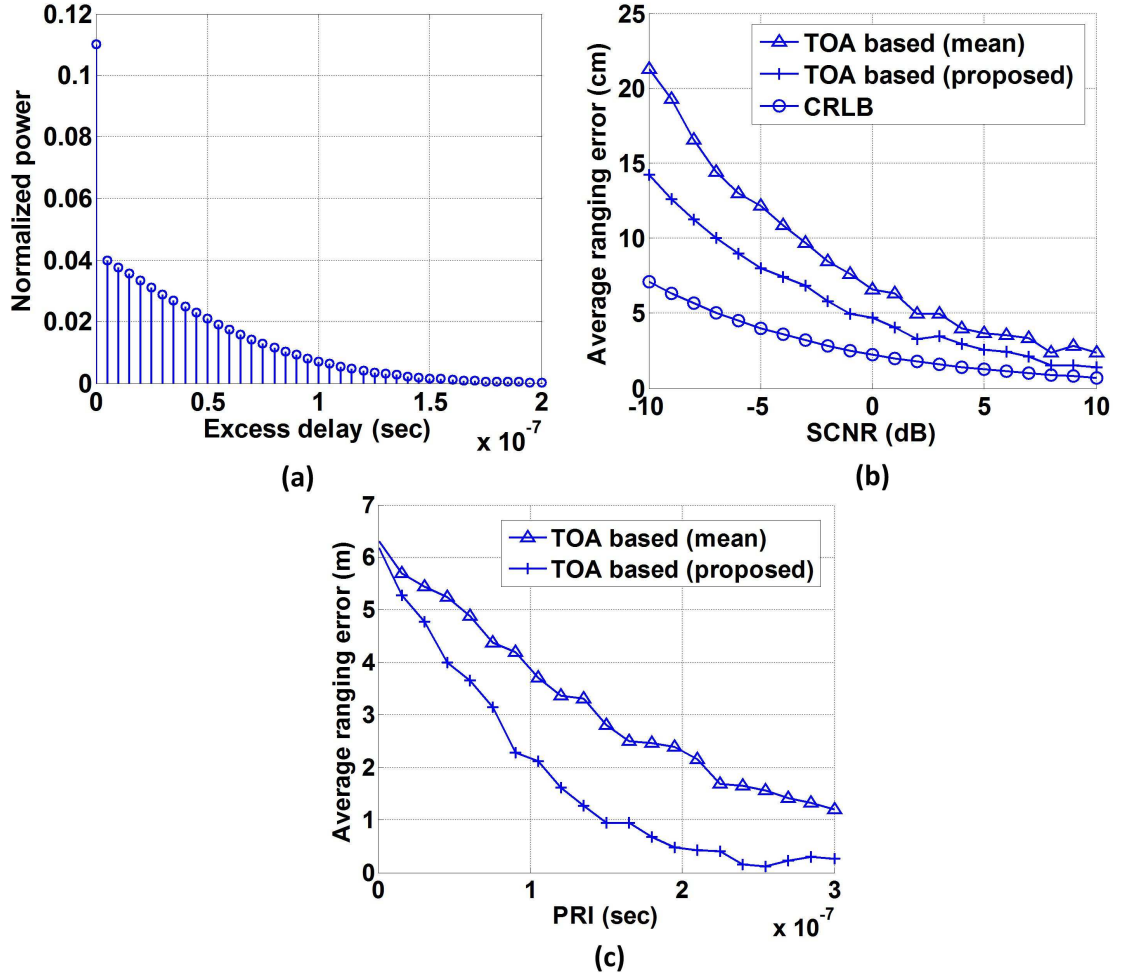 0.12
0.1
0.08
0.06
0.04
0.02
0
Normalized power
0 0.5 1 1.5 2
Excess delay (sec)
x 10^-7
(a)
25
20
15
10
5
0
Average ranging error (cm)
TOA based (mean)
TOA based (proposed)
CRLB
-10 -5 0 5 10
SCNR (dB)
(b)
7
6
5
4
3
2
1
0
Average ranging error (m)
TOA based (mean)
TOA based (proposed)
0 1 2 3
PRI (sec)
x 10^-7
(c)